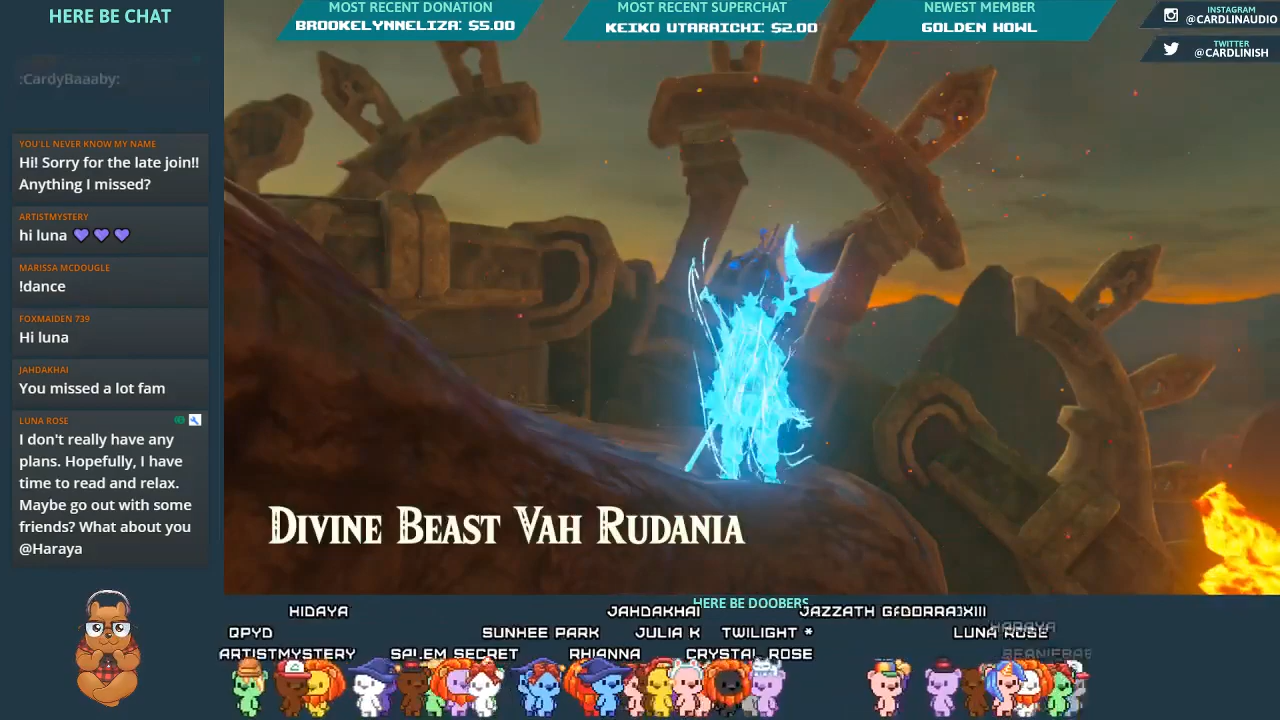 HERE BE CHAT
MOST RECENT DONATION
BROOKELYNNELIZA: $5.00
MOST RECENT SUPERCHAT
KEIKO UTARAICHI: $2.00
NEWEST MEMBER
GOLDEN HOWL
INSTAGRAM
@CARDLINAUDIO
TWITTER
@CARDLINISH
:CardyBaaaby:
YOU'LL NEVER KNOW MY NAME
Hi! Sorry for the late join!!
Anything I missed?
ARTISTMYSTERY
hi luna 💜 💜 💜
MARISSA MCDOUGLE
!dance
FOXMAIDEN 739
Hi luna
JAHDAKHAI
You missed a lot fam
LUNA ROSE
I don't really have any
plans. Hopefully, I have
time to read and relax.
Maybe go out with some
friends? What about you
@Haraya
DIVINE BEAST VAH RUDANIA
HERE BE DOOBERS
HIDAYA JAHDAKHAI JAZZATH
QPYD SUNHEE PARK JULIA K TWILIGHT * LUNA ROSE
HARAYA
ARTISTMYSTERY SALEM SECRET RHIANNA CRYSTAL ROSE